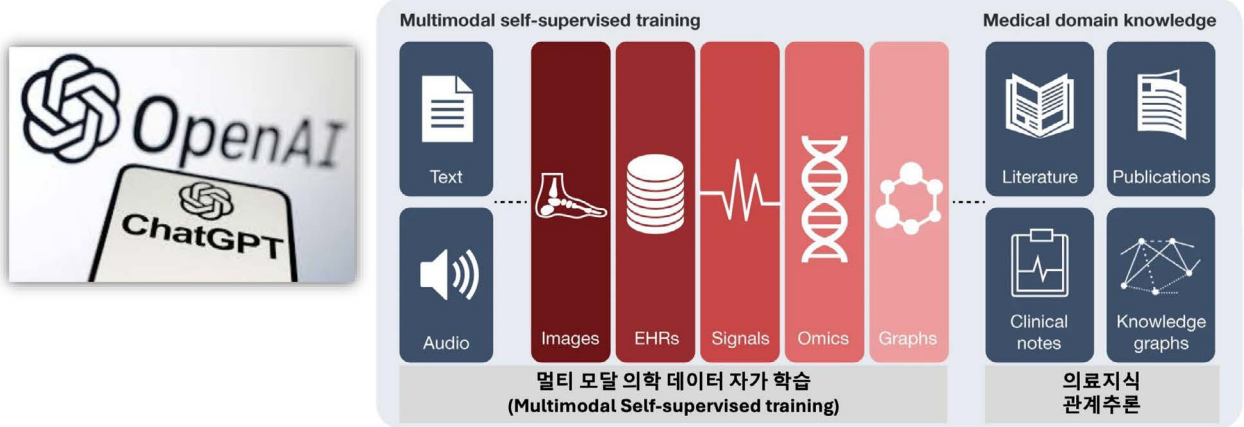 OpenAI
ChatGPT
Multimodal self-supervised training
Medical domain knowledge
Text
Audio
Images
EHRs
Signals
Omics
Graphs
Literature
Publications
Clinical
notes
Knowledge
graphs
멀티 모달 의학 데이터 자가 학습
(Multimodal Self-supervised training)
의료지식
관계추론